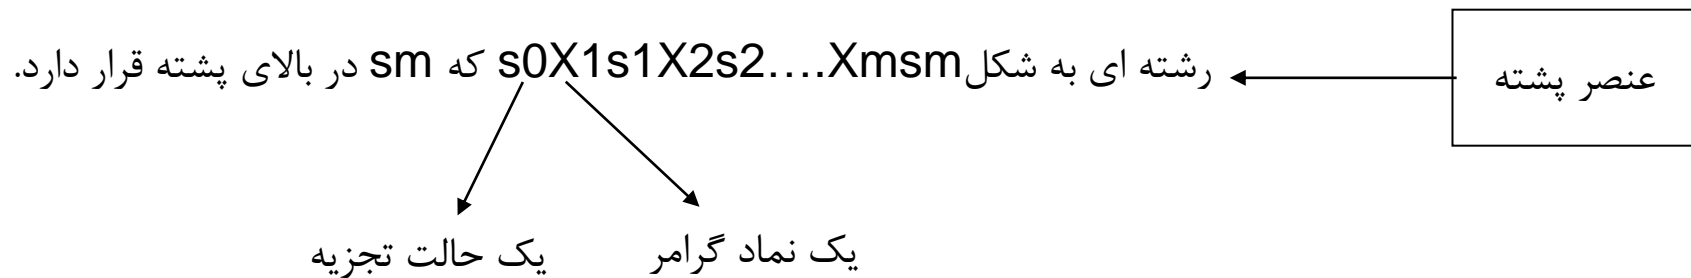 عنصر پشته
رشته ای به شکلs0X1s1X2s2….Xmsm که sm در بالای پشته قرار دارد.
یک نماد گرامر
یک حالت تجزیه